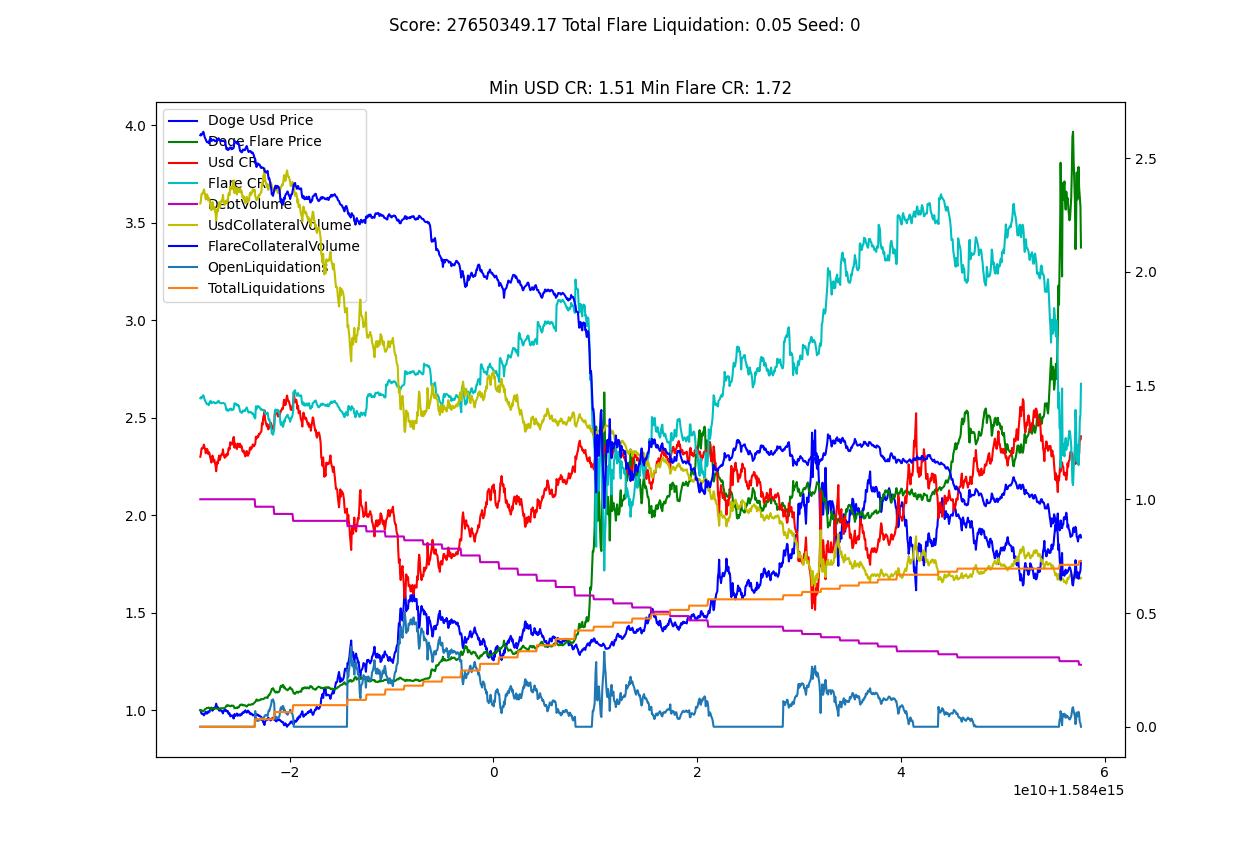 Score: 27650349.17 Total Flare Liquidation: 0.05 Seed: 0
Min USD CR: 1.51 Min Flare CR: 1.72
Doge Usd Price
Doge Flare Price
Usd CR
Flare CR
DebtVolume
UsdCollateralVolume
FlareCollateralVolume
OpenLiquidations
TotalLiquidations
4.0
3.5
3.0
2.5
2.0
1.5
1.0
2.5
2.0
1.5
1.0
0.5
0.0
−2 0 2 4 6
1e10+1.584e15